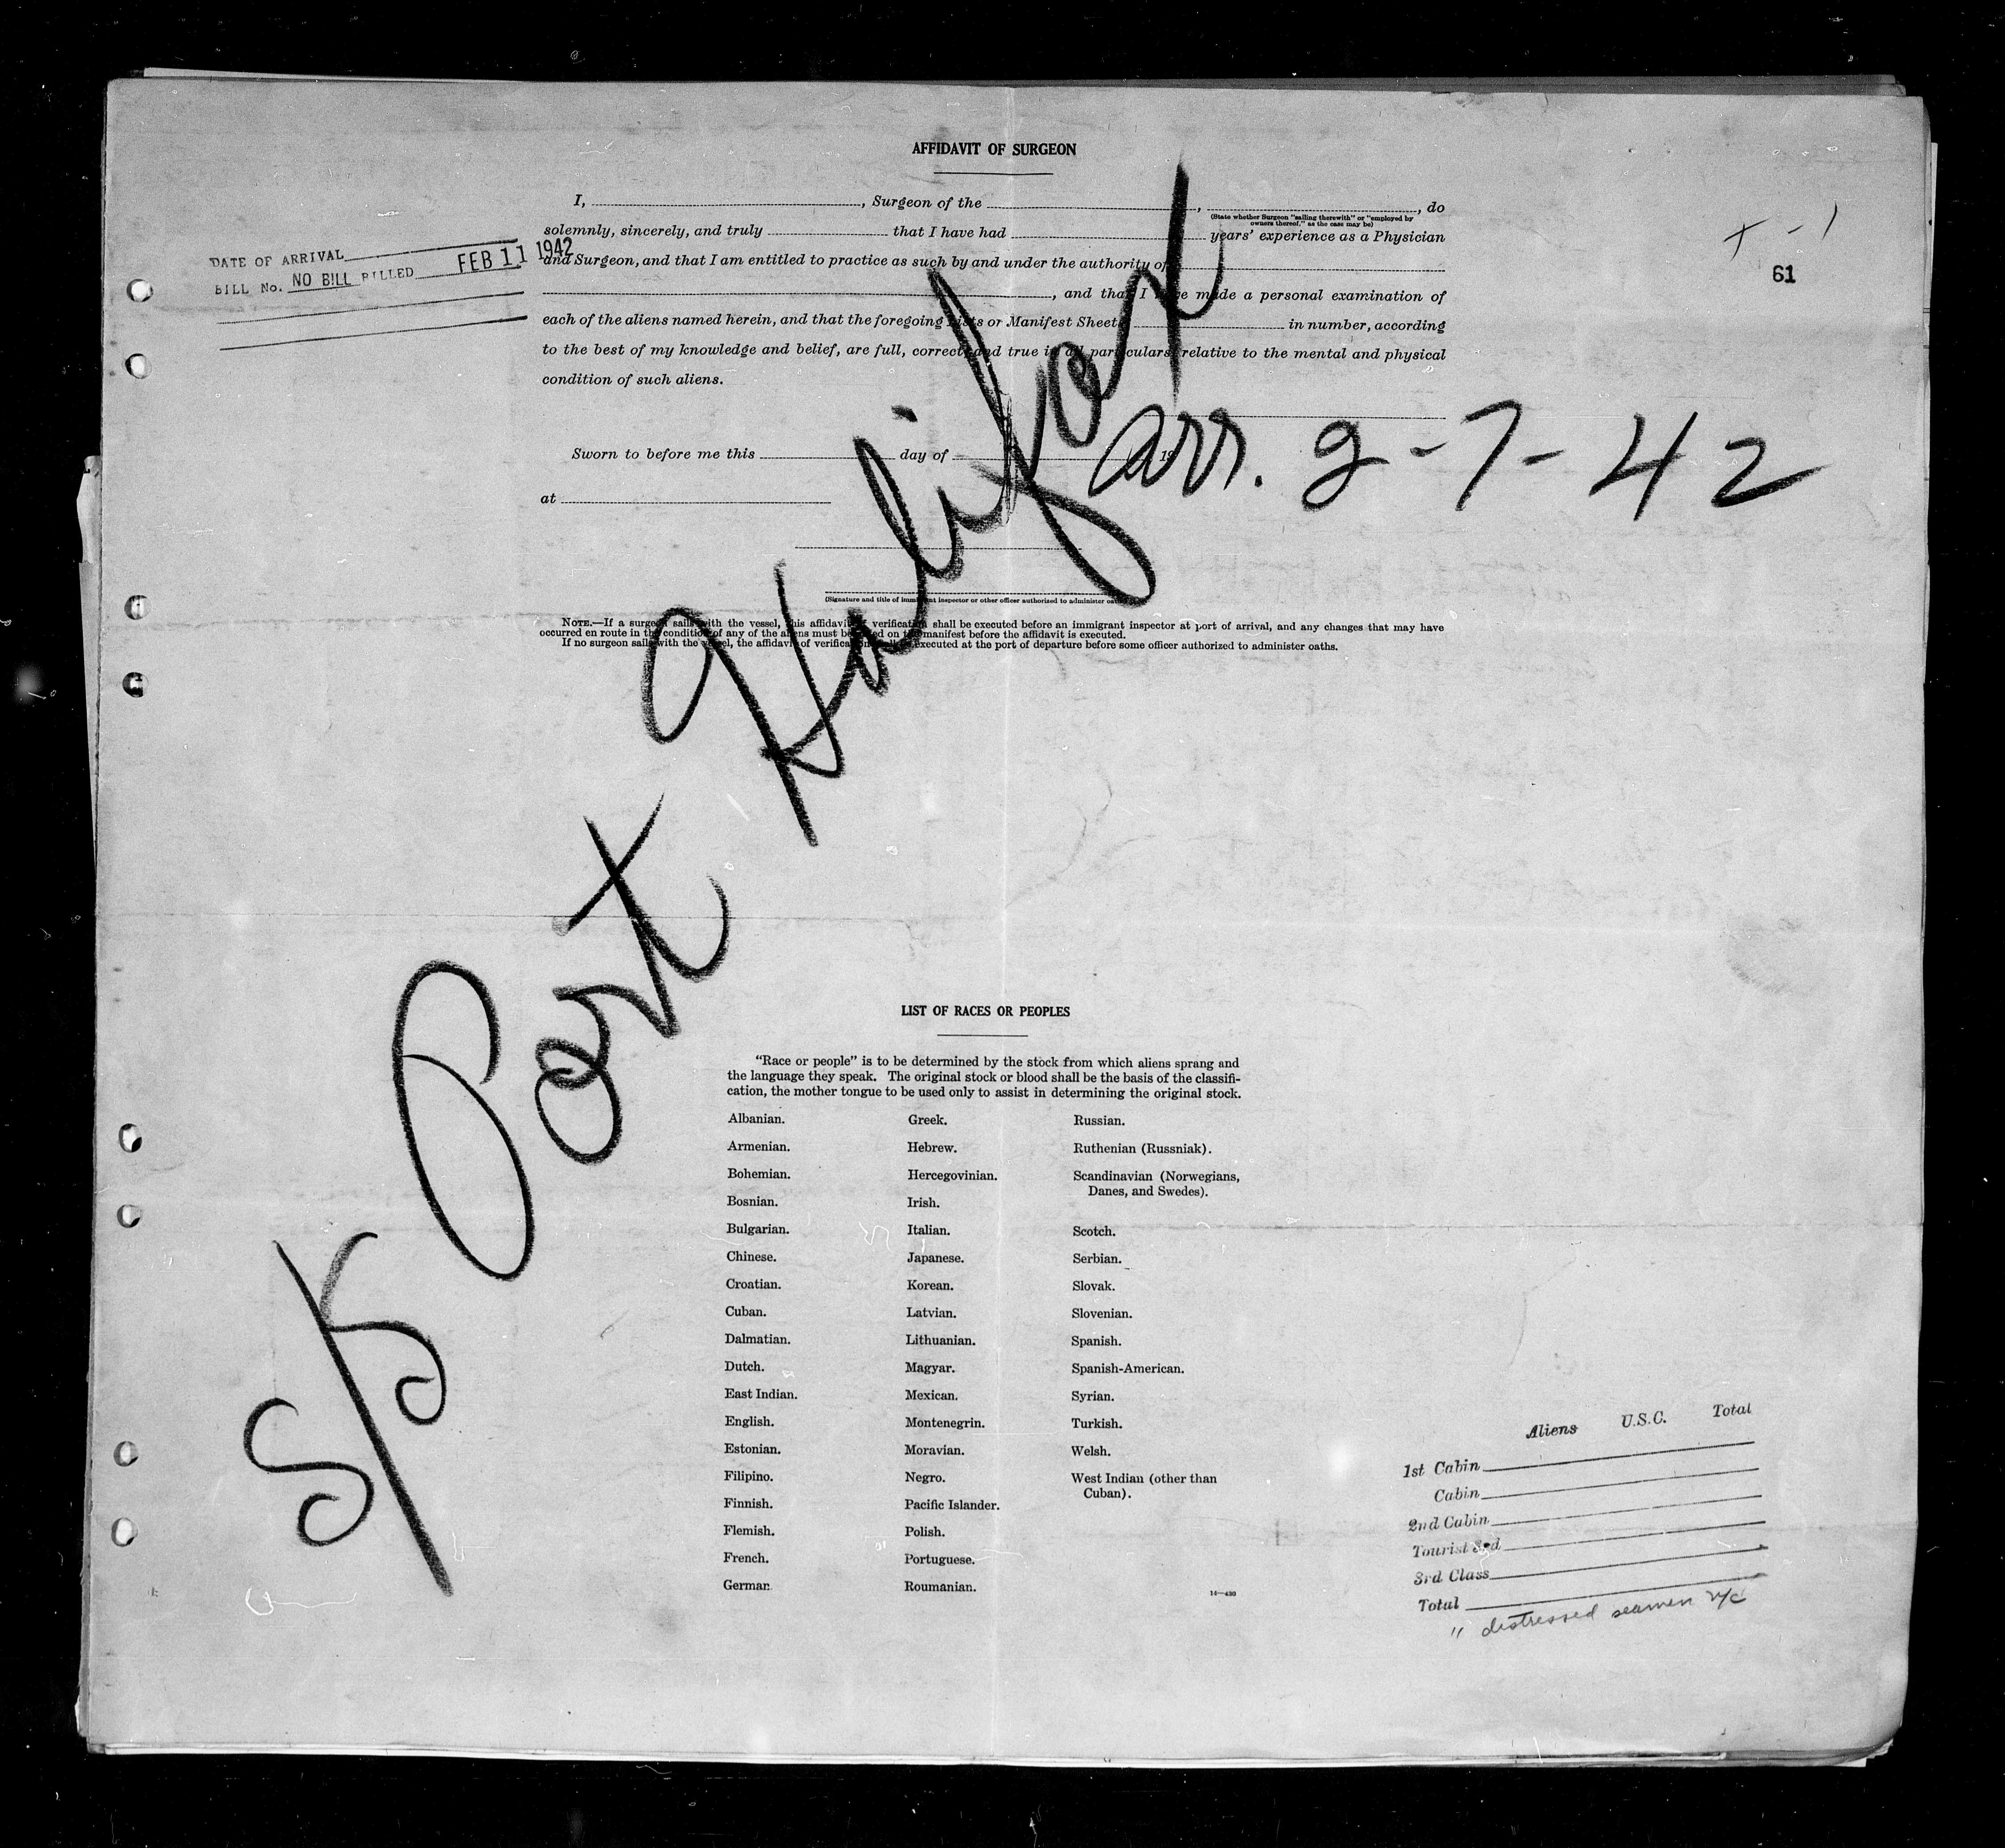 AFFIDAVIT OF SURGEON
I, , Surgeon of the , , do
(State whether Surgeon "sailing therewith" or "employed by
owners thereof," as the case may be)
solemnly, sincerely, and truly that I have had years' experience as a Physician
and Surgeon, and that I am entitled to practice as such by and under the authority of
, and that I have made a personal examination of
each of the aliens named herein, and that the foregoing Lists or Manifest Sheets, in number, according
to the best of my knowledge and belief, are full, correct, and true in all particulars relative to the mental and physical
condition of such aliens.
DATE OF ARRIVAL
FEB 11 1942
BILL No. NO BILL BILLED
+ - 1
61
Sworn to before me this day of , 19
at
arr. 2-7-42
S/S Port Halifax
(Signature and title of immigrant inspector or other officer authorized to administer oaths)
NOTE.—If a surgeon sails with the vessel, this affidavit of verification shall be executed before an immigrant inspector at port of arrival, and any changes that may have
occurred en route in the condition of any of the aliens must be noted on the manifest before the affidavit is executed.
If no surgeon sails with the vessel, the affidavit of verification shall be executed at the port of departure before some officer authorized to administer oaths.
LIST OF RACES OR PEOPLES
"Race or people" is to be determined by the stock from which aliens sprang and
the language they speak. The original stock or blood shall be the basis of the classifi-
cation, the mother tongue to be used only to assist in determining the original stock.
Albanian.
Armenian.
Bohemian.
Bosnian.
Bulgarian.
Chinese.
Croatian.
Cuban.
Dalmatian.
Dutch.
East Indian.
English.
Estonian.
Filipino.
Finnish.
Flemish.
French.
German.
Greek.
Hebrew.
Hercegovinian.
Irish.
Italian.
Japanese.
Korean.
Latvian.
Lithuanian.
Magyar.
Mexican.
Montenegrin.
Moravian.
Negro.
Pacific Islander.
Polish.
Portuguese.
Roumanian.
Russian.
Ruthenian (Russniak).
Scandinavian (Norwegians,
Danes, and Swedes).
Scotch.
Serbian.
Slovak.
Slovenian.
Spanish.
Spanish-American.
Syrian.
Turkish.
Welsh.
West Indian (other than
Cuban).
14—430
Aliens U.S.C. Total
1st Cabin
Cabin
2nd Cabin
Tourist 3rd
3rd Class
Total
" distressed seamen